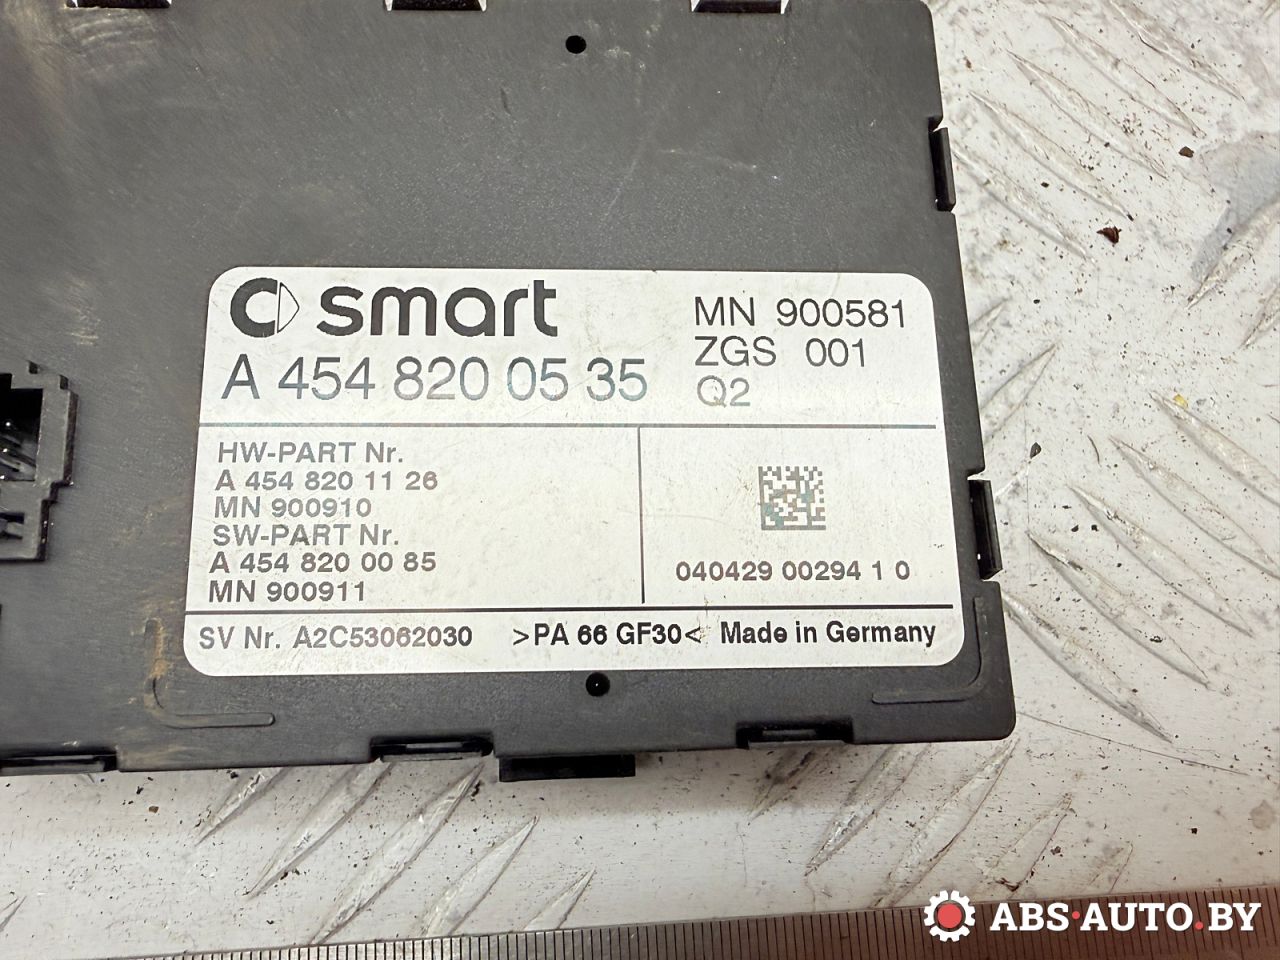 smart
A 454 820 05 35
MN 900581
ZGS 001
Q2
HW-PART Nr.
A 454 820 11 26
MN 900910
SW-PART Nr.
A 454 820 00 85
MN 900911
040429 00294 1 0
SV Nr. A2C53062030 >PA 66 GF30< Made in Germany
ABS·AUTO.BY